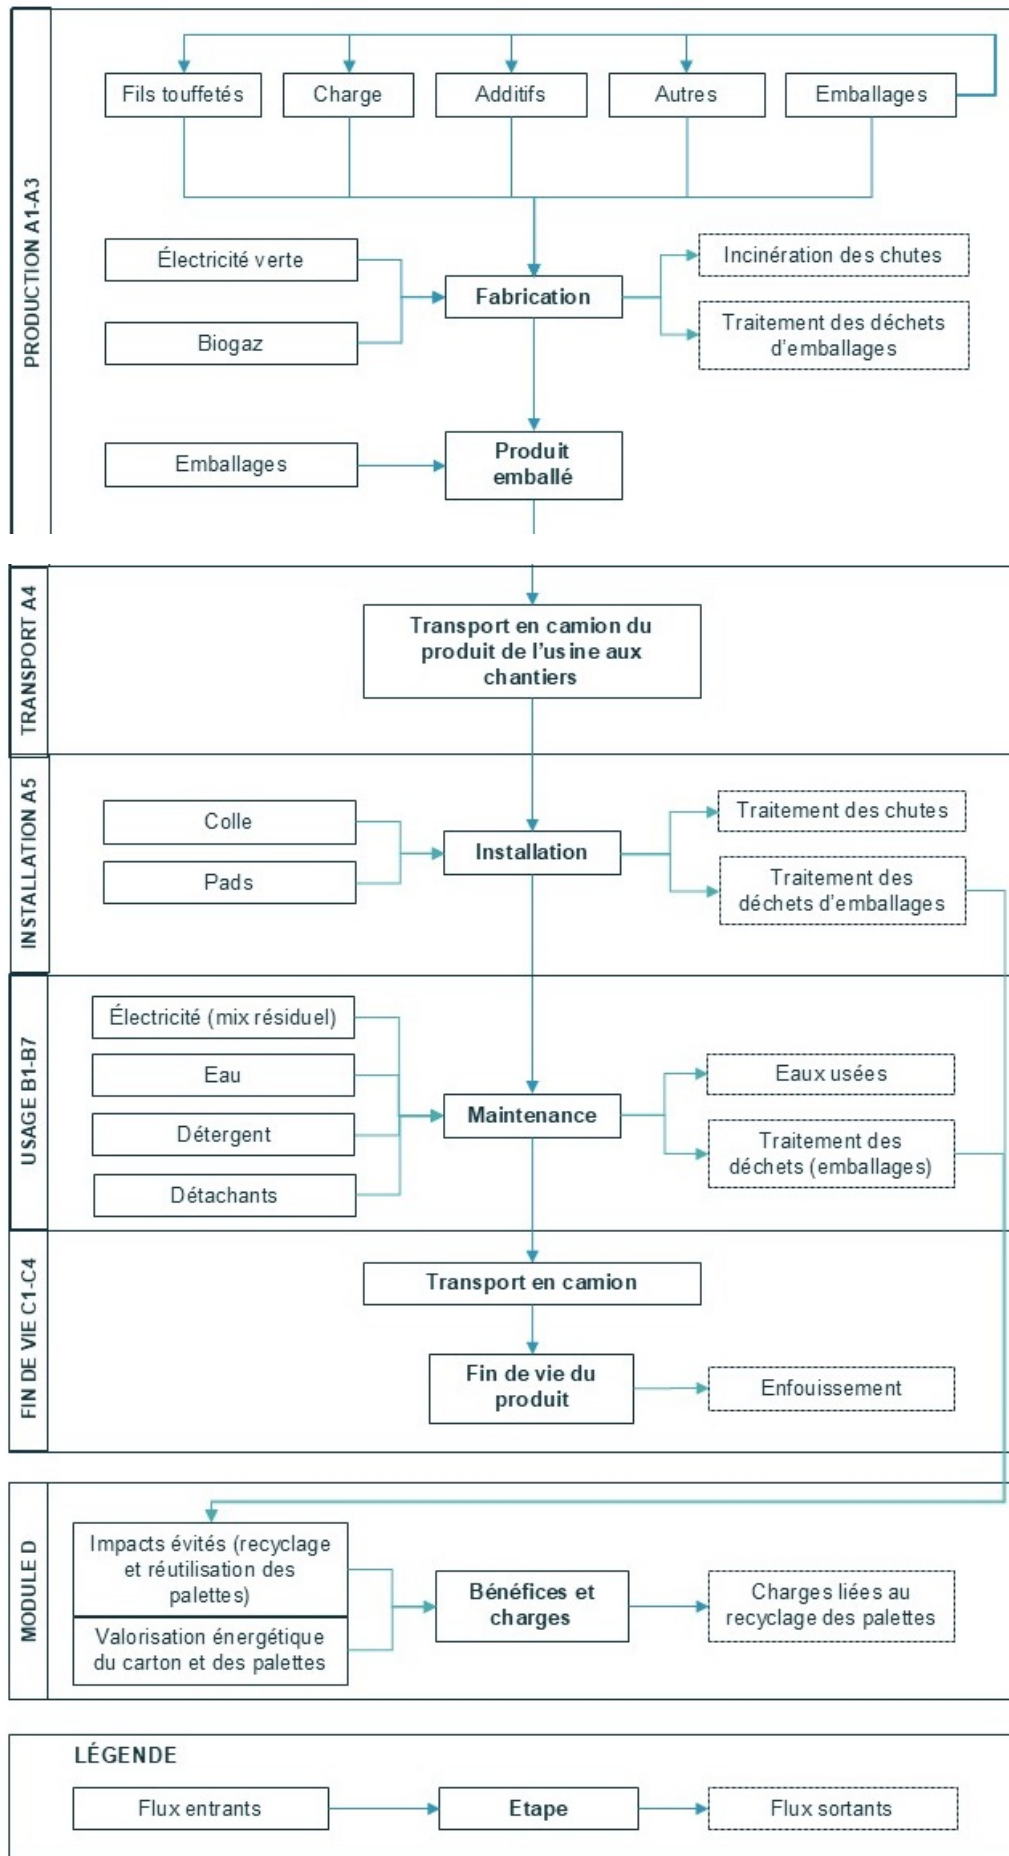 PRODUCTION A1-A3
Fils touffetés
Charge
Additifs
Autres
Emballages
Électricité verte
Biogaz
Fabrication
Incinération des chutes
Traitement des déchets
d'emballages
Emballages
Produit
emballé
TRANSPORT A4
Transport en camion du
produit de l'usine aux
chantiers
INSTALLATION A5
Colle
Pads
Installation
Traitement des chutes
Traitement des
déchets d'emballages
USAGE B1-B7
Électricité (mix résiduel)
Eau
Détergent
Détachants
Maintenance
Eaux usées
Traitement des
déchets (emballages)
FIN DE VIE C1-C4
Transport en camion
Fin de vie du
produit
Enfouissement
MODULE D
Impacts évités (recyclage
et réutilisation des
palettes)
Valorisation énergétique
du carton et des palettes
Bénéfices et
charges
Charges liées au
recyclage des palettes
LÉGENDE
Flux entrants
Etape
Flux sortants